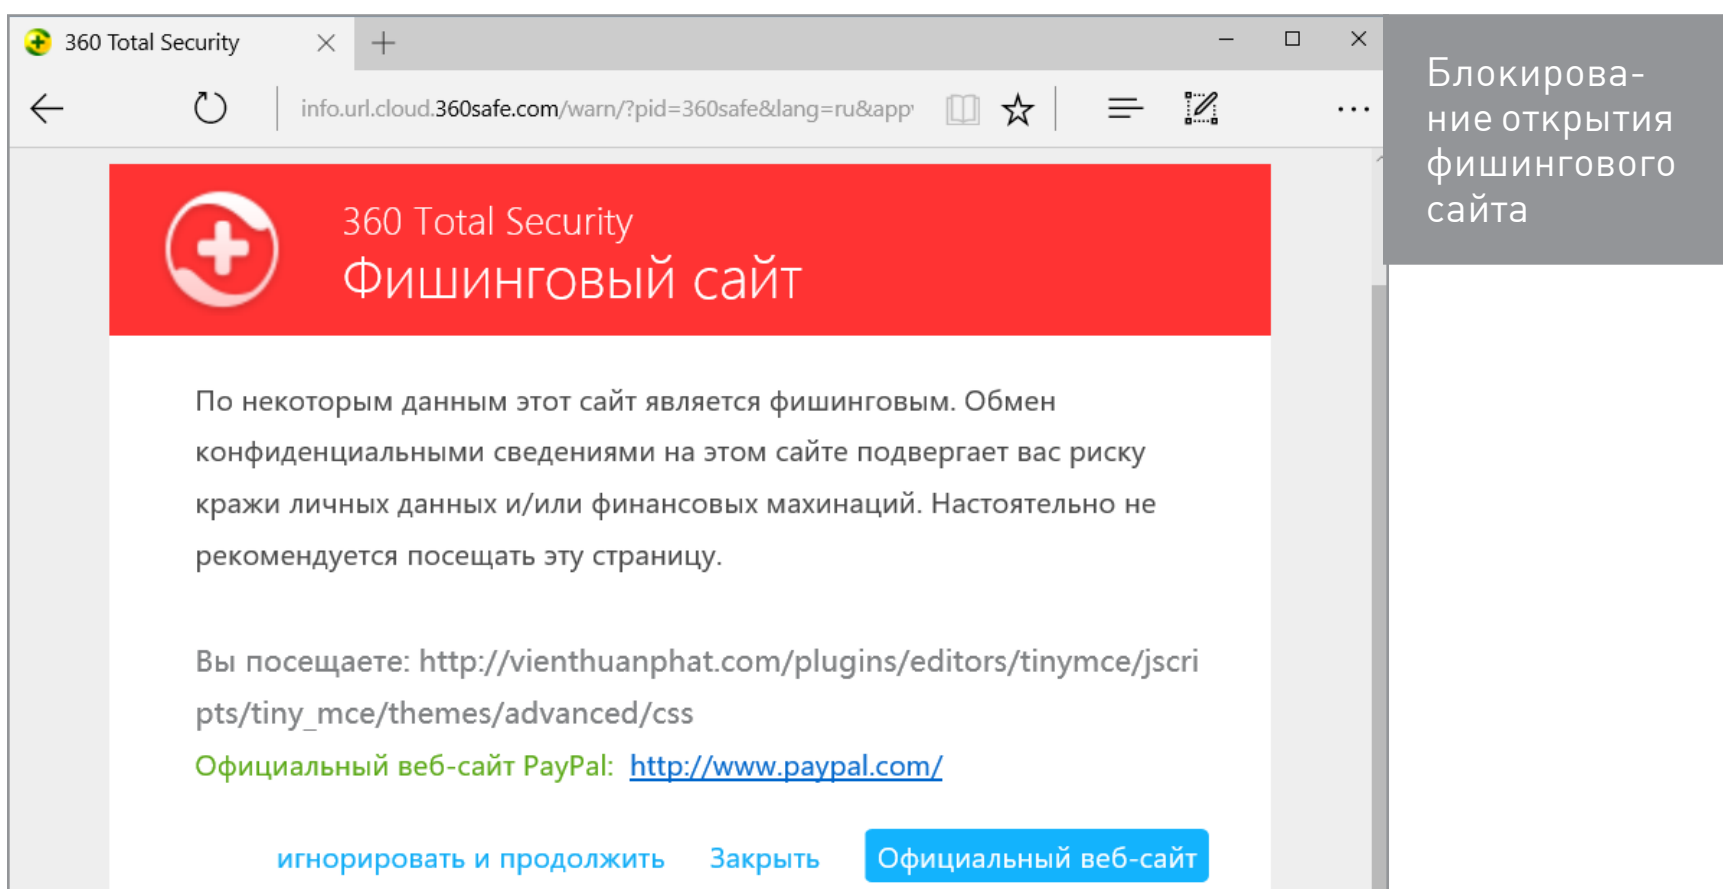 360 Total Security
info.url.cloud.360safe.com/warn/?pid=360safe&lang=ru&app
Блокирова-
ние открытия
фишингового
сайта
360 Total Security
Фишинговый сайт
По некоторым данным этот сайт является фишинговым. Обмен
конфиденциальными сведениями на этом сайте подвергает вас риску
кражи личных данных и/или финансовых махинаций. Настоятельно не
рекомендуется посещать эту страницу.
Вы посещаете: http://vienthuanphat.com/plugins/editors/tinymce/jscri
pts/tiny_mce/themes/advanced/css
Официальный веб-сайт PayPal: http://www.paypal.com/
игнорировать и продолжить Закрыть Официальный веб-сайт